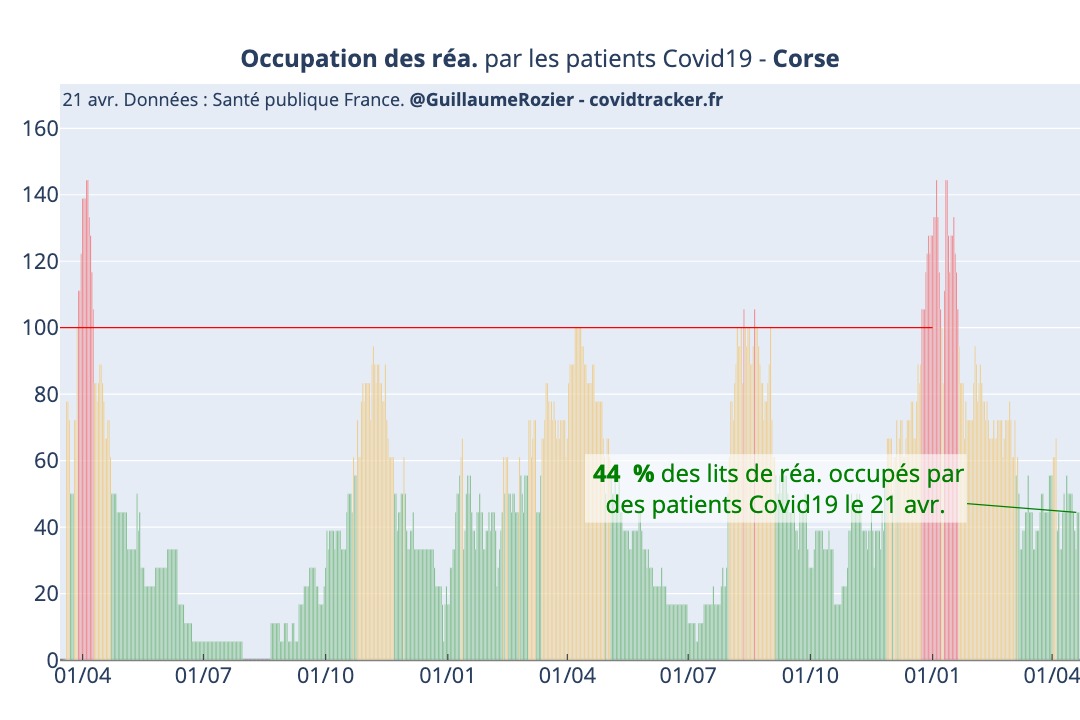 Occupation des réa. par les patients Covid19 - Corse
21 avr. Données : Santé publique France. @GuillaumeRozier - covidtracker.fr
160
140
120
100
80
60
40
20
0
44 % des lits de réa. occupés par
des patients Covid19 le 21 avr.
01/04 01/07 01/10 01/01 01/04 01/07 01/10 01/01 01/04